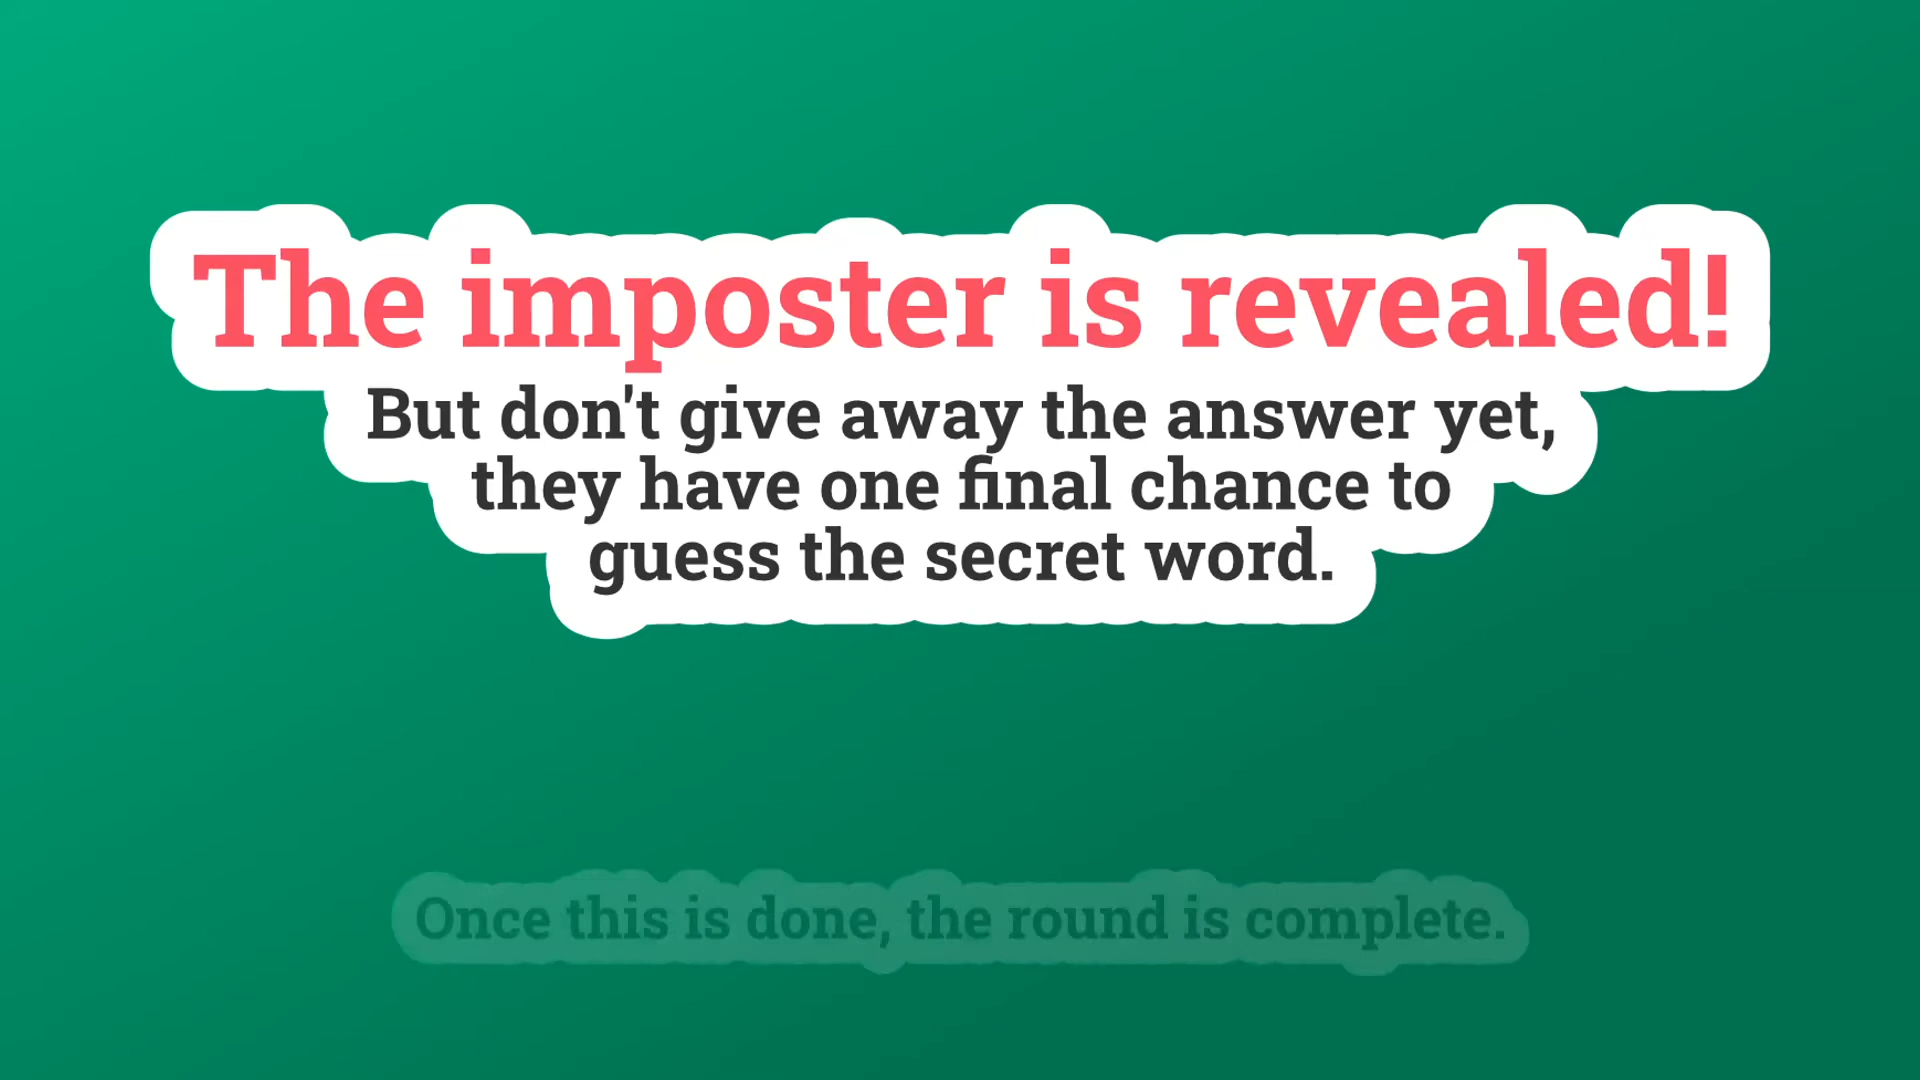 The imposter is revealed!
But don't give away the answer yet,
they have one final chance to
guess the secret word.
Once this is done, the round is complete.